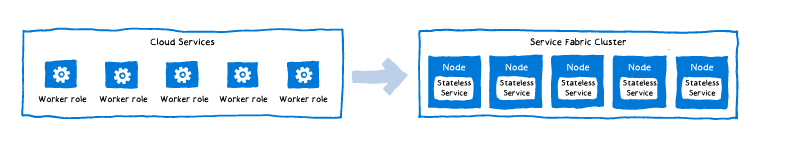 Cloud Services
Worker role
Worker role
Worker role
Worker role
Worker role
Service Fabric Cluster
Node
Stateless
Service
Node
Stateless
Service
Node
Stateless
Service
Node
Stateless
Service
Node
Stateless
Service